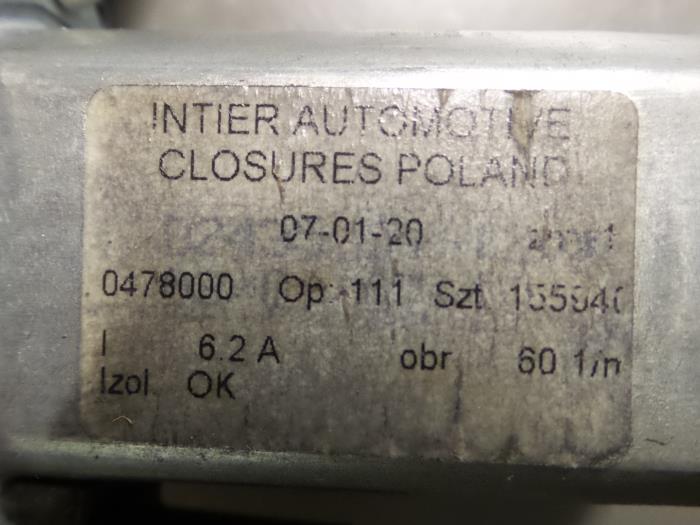 INTIER AUTOMOTIVE
CLOSURES POLAND
07-01-20
0478000 Op: 111 Szt.
I 6.2 A obr 60
Izol. OK